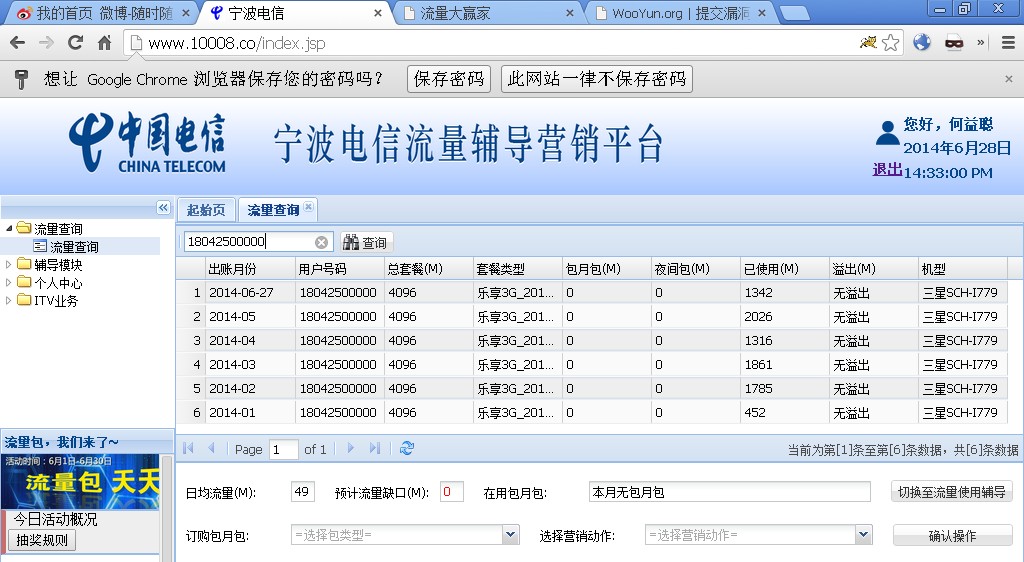 我的首页 微博-随时随
宁波电信
流量大赢家
WooYun.org | 提交漏洞
www.10008.co/index.jsp
想让 Google Chrome 浏览器保存您的密码吗？ 保存密码 此网站一律不保存密码
中国电信
CHINA TELECOM
宁波电信流量辅导营销平台
您好，何益聪
2014年6月28日
退出 14:33:00 PM
流量查询
流量查询
辅导模块
个人中心
ITV业务
起始页 流量查询
18042500000 查询
出账月份 用户号码 总套餐(M) 套餐类型 包月包(M) 夜间包(M) 已使用(M) 溢出(M) 机型
1 2014-06-27 18042500000 4096 乐享3G_201... 0 0 1342 无溢出 三星SCH-I779
2 2014-05 18042500000 4096 乐享3G_201... 0 0 2026 无溢出 三星SCH-I779
3 2014-04 18042500000 4096 乐享3G_201... 0 0 1316 无溢出 三星SCH-I779
4 2014-03 18042500000 4096 乐享3G_201... 0 0 1861 无溢出 三星SCH-I779
5 2014-02 18042500000 4096 乐享3G_201... 0 0 1785 无溢出 三星SCH-I779
6 2014-01 18042500000 4096 乐享3G_201... 0 0 452 无溢出 三星SCH-I779
Page 1 of 1 当前为第[1]条至第[6]条数据，共[6]条数据
流量包，我们来了~
活动时间：6月1日-6月30日
流量包 天天
今日活动概况
抽奖规则
日均流量(M): 49 预计流量缺口(M): 0 在用包月包: 本月无包月包 切换至流量使用辅导
订购包月包: =选择包类型= 选择营销动作: =选择营销动作= 确认操作